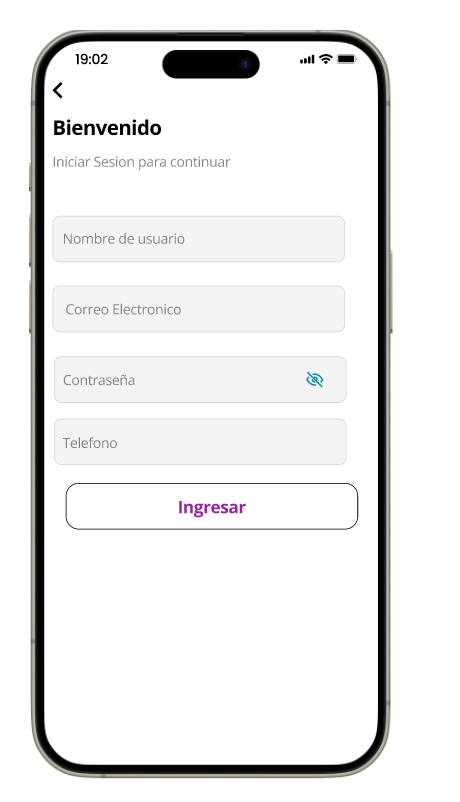 19:02
Bienvenido
Iniciar Sesion para continuar
Nombre de usuario
Correo Electronico
Contraseña
Telefono
Ingresar